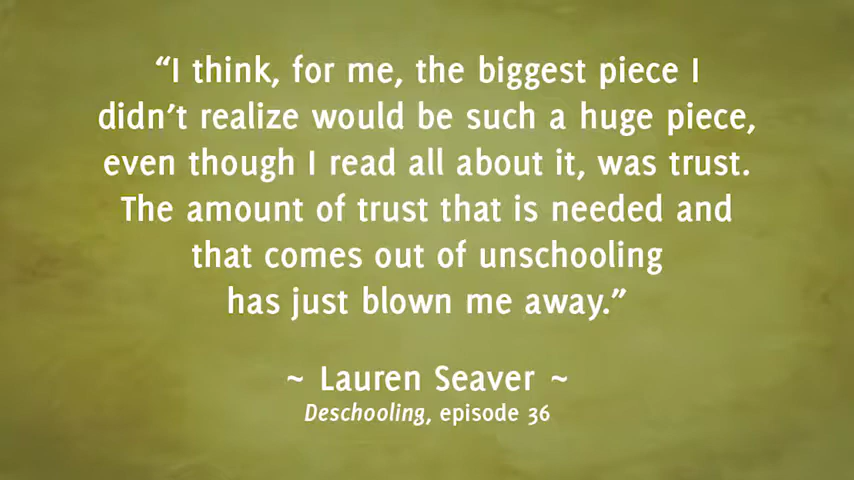 “I think, for me, the biggest piece I
didn’t realize would be such a huge piece,
even though I read all about it, was trust.
The amount of trust that is needed and
that comes out of unschooling
has just blown me away.”
~ Lauren Seaver ~
Deschooling, episode 36